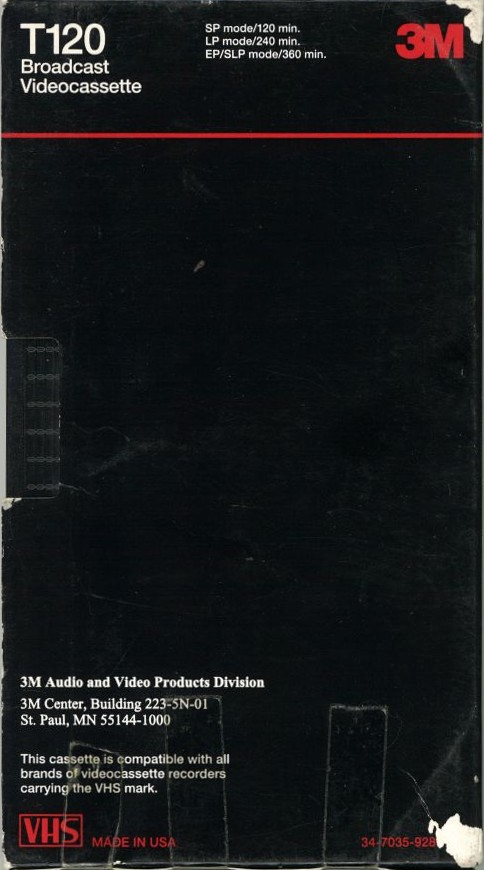 T120
Broadcast
Videocassette
SP mode/120 min.
LP mode/240 min.
EP/SLP mode/360 min.
3M
3M Audio and Video Products Division
3M Center, Building 223-5N-01
St. Paul, MN 55144-1000
This cassette is compatible with all
brands of videocassette recorders
carrying the VHS mark.
VHS
MADE IN USA
34-7035-928